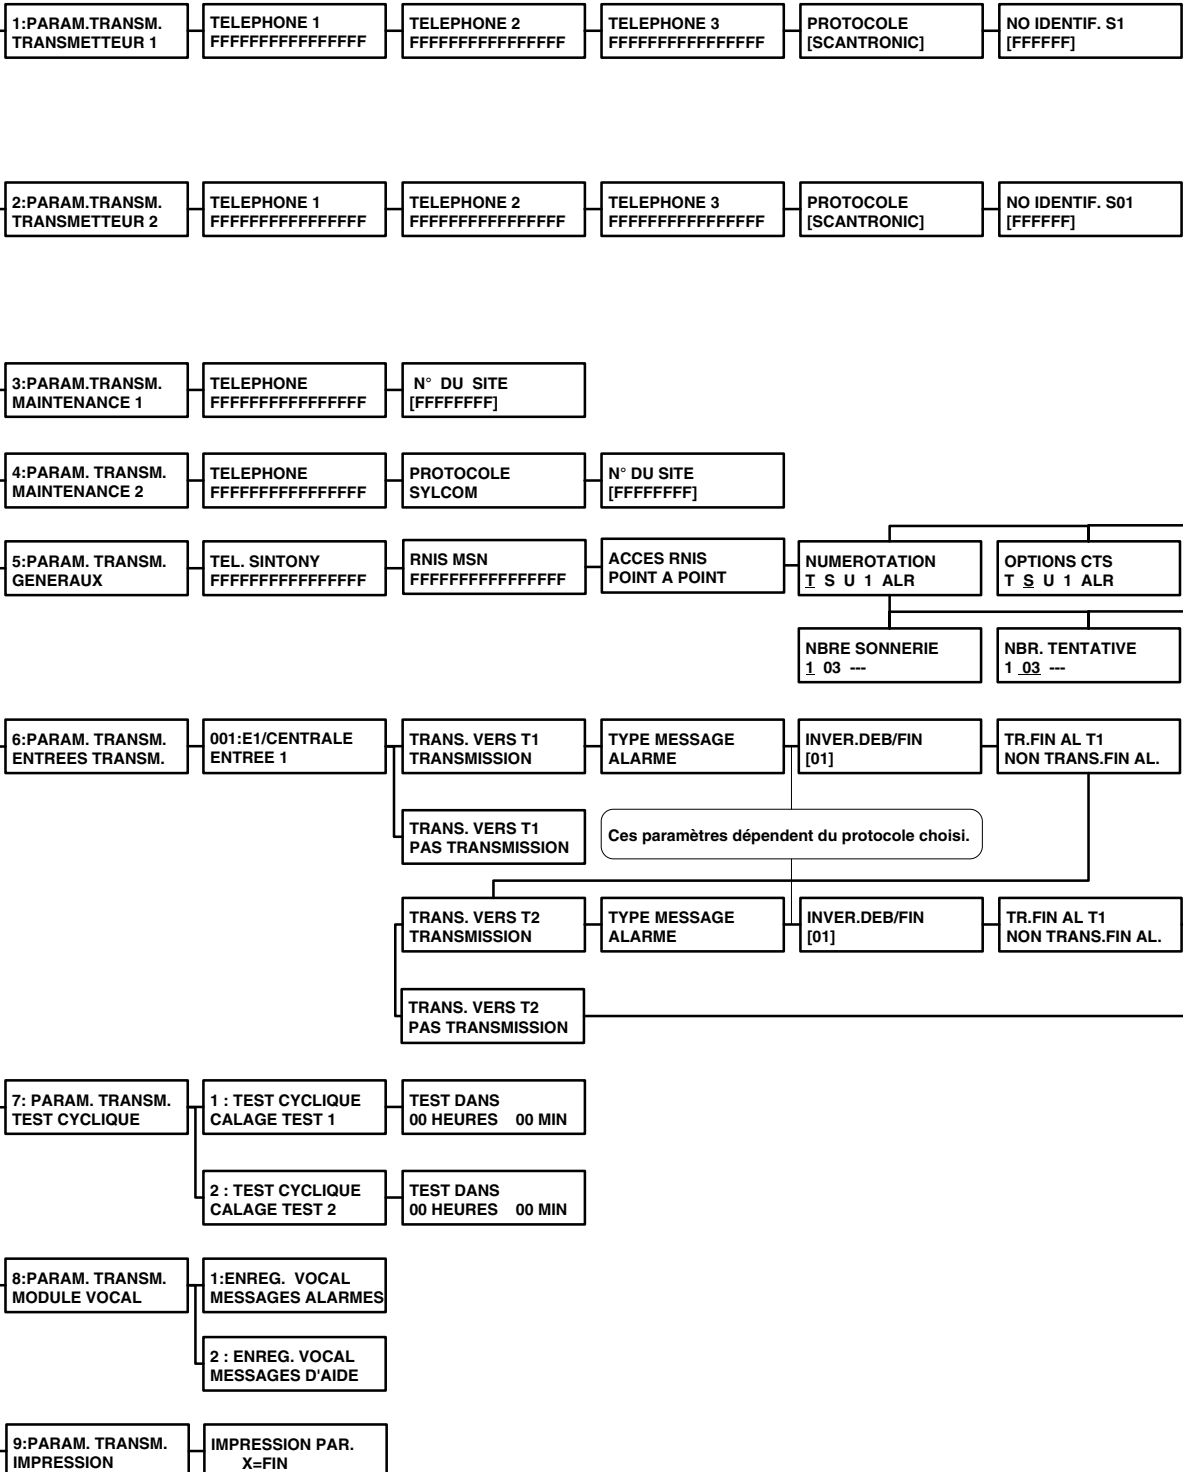 1:PARAM.TRANSM.
TRANSMETTEUR 1
TELEPHONE 1
FFFFFFFFFFFFFFFF
TELEPHONE 2
FFFFFFFFFFFFFFFF
TELEPHONE 3
FFFFFFFFFFFFFFFF
PROTOCOLE
[SCANTRONIC]
NO IDENTIF. S1
[FFFFFF]
2:PARAM.TRANSM.
TRANSMETTEUR 2
TELEPHONE 1
FFFFFFFFFFFFFFFF
TELEPHONE 2
FFFFFFFFFFFFFFFF
TELEPHONE 3
FFFFFFFFFFFFFFFF
PROTOCOLE
[SCANTRONIC]
NO IDENTIF. S01
[FFFFFF]
3:PARAM.TRANSM.
MAINTENANCE 1
TELEPHONE
FFFFFFFFFFFFFFFF
N° DU SITE
[FFFFFFFF]
4:PARAM. TRANSM.
MAINTENANCE 2
TELEPHONE
FFFFFFFFFFFFFFFF
PROTOCOLE
SYLCOM
N° DU SITE
[FFFFFFFF]
5:PARAM. TRANSM.
GENERAUX
TEL. SINTONY
FFFFFFFFFFFFFFFF
RNIS MSN
FFFFFFFFFFFFFFFF
ACCES RNIS
POINT A POINT
NUMEROTATION
T S U 1 ALR
OPTIONS CTS
T S U 1 ALR
NBRE SONNERIE
1 03 ---
NBR. TENTATIVE
1 03 ---
6:PARAM. TRANSM.
ENTREES TRANSM.
001:E1/CENTRALE
ENTREE 1
TRANS. VERS T1
TRANSMISSION
TYPE MESSAGE
ALARME
INVER.DEB/FIN
[01]
TR.FIN AL T1
NON TRANS.FIN AL.
TRANS. VERS T1
PAS TRANSMISSION
Ces paramètres dépendent du protocole choisi.
TRANS. VERS T2
TRANSMISSION
TYPE MESSAGE
ALARME
INVER.DEB/FIN
[01]
TR.FIN AL T1
NON TRANS.FIN AL.
TRANS. VERS T2
PAS TRANSMISSION
7: PARAM. TRANSM.
TEST CYCLIQUE
1 : TEST CYCLIQUE
CALAGE TEST 1
TEST DANS
00 HEURES 00 MIN
2 : TEST CYCLIQUE
CALAGE TEST 2
TEST DANS
00 HEURES 00 MIN
8:PARAM. TRANSM.
MODULE VOCAL
1:ENREG. VOCAL
MESSAGES ALARMES
2 : ENREG. VOCAL
MESSAGES D'AIDE
9:PARAM. TRANSM.
IMPRESSION
IMPRESSION PAR.
X=FIN